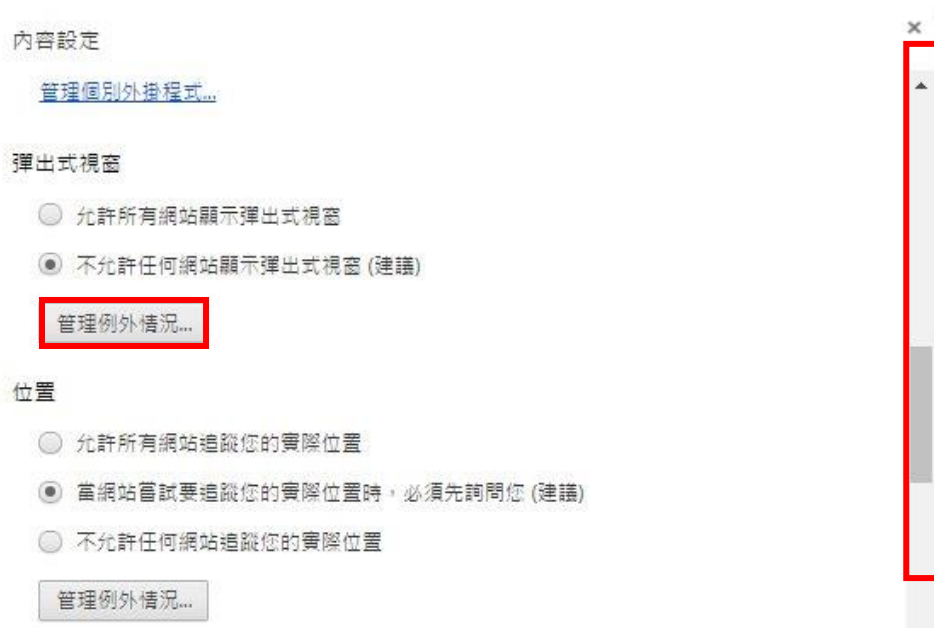 內容設定
管理個別外掛程式...
彈出式視窗
允許所有網站顯示彈出式視窗
不允許任何網站顯示彈出式視窗 (建議)
管理例外情況...
位置
允許所有網站追蹤您的實際位置
當網站嘗試要追蹤您的實際位置時，必須先詢問您 (建議)
不允許任何網站追蹤您的實際位置
管理例外情況...